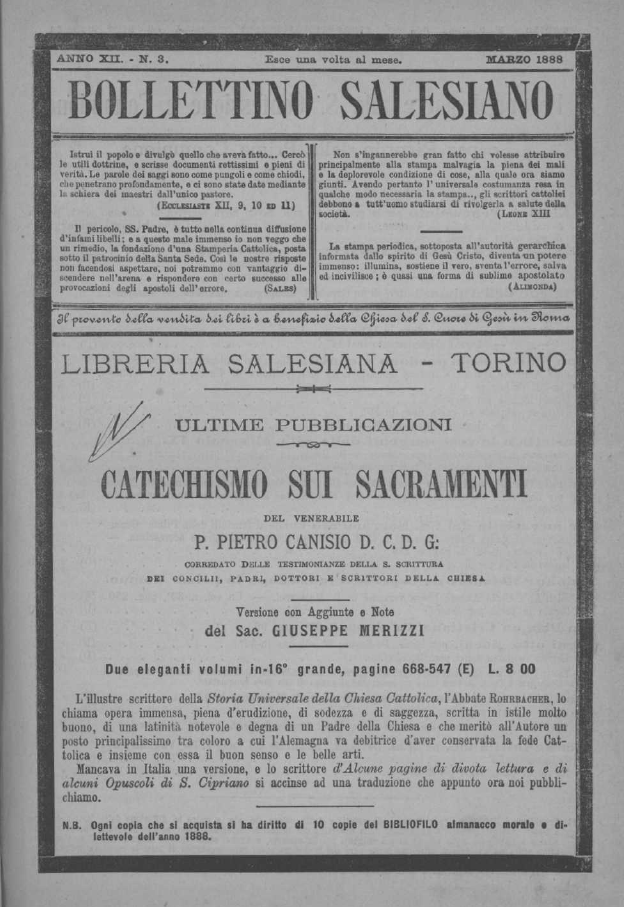 ANNO XII. - N. 3. Esce una volta al mese. MARZO 1888
BOLLETTINO SALESIANO
Istruì il popolo e divulgò quello che aveva fatto... Cercò
le utili dottrine, e scrisse documenti rettissimi e pieni di
verità. Le parole dei saggi sono come pungoli e come chiodi,
che penetrano profondamente, e ci sono state date mediante
la schiera dei maestri dall'unico pastore.
(ECCLESIASTE XII, 9, 10 ED 11)
Il pericolo, SS. Padre, è tutto nella continua diffusione
d'infami libelli; e a questo male immenso io non veggo che
un rimedio, la fondazione d'una Stamperia Cattolica, posta
sotto il patrocinio della Santa Sede. Così le nostre risposte
non facendosi aspettare, noi potremmo con vantaggio di-
scendere nell'arena e rispondere con certo successo alle
provocazioni degli apostoli dell'errore. (SALES)
Non s'ingannerebbe gran fatto chi volesse attribuire
principalmente alla stampa malvagia la piena dei mali
e la deplorevole condizione di cose, alla quale ora siamo
giunti. Avendo pertanto l'universale costumanza resa in
qualche mode necessaria la stampa.., gli scrittori cattolici
debbono a tutt'uomo studiarsi di rivolgerla a salute della
società. (LEONE XIII
La stampa periodica, sottoposta all'autorità gerarchica
informata dallo spirito di Gesù Cristo, diventa un potere
immenso: illumina, sostiene il vero, sventa l'errore, salva
ed incivilisce; è quasi una forma di sublime apostolato
(ALIMONDA)
Il provento della vendita dei libri è a benefizio della Chiesa del S. Cuore di Gesù in Roma
LIBRERIA SALESIANA - TORINO
ULTIME PUBBLICAZIONI
CATECHISMO SUI SACRAMENTI
DEL VENERABILE
P. PIETRO CANISIO D. C. D. G:
CORREDATO DELLE TESTIMONIANZE DELLA S. SCRITTURA
DEI CONCILII, PADRI, DOTTORI E SCRITTORI DELLA CHIESA
Versione con Aggiunte e Note
del Sac. GIUSEPPE MERIZZI
Due eleganti volumi in-16° grande, pagine 668-547 (E) L. 8 00
L'illustre scrittore della Storia Universale della Chiesa Cattolica, l'Abbate ROHRBACHER, lo
chiama opera immensa, piena d'erudizione, di sodezza e di saggezza, scritta in istile molto
buono, di una latinità notevole e degna di un Padre della Chiesa e che meritò all'Autore un
posto principalissimo tra coloro a cui l'Alemagna va debitrice d'aver conservata la fede Cat-
tolica e insieme con essa il buon senso e le belle arti.
Mancava in Italia una versione, e lo scrittore d'Alcune pagine di divota lettura e di
alcuni Opuscoli di S. Cipriano si accinse ad una traduzione che appunto ora noi pubbli-
chiamo.
N.B. Ogni copia che si acquista si ha diritto di 10 copie del BIBLIOFILO almanacco morale e di-
lettevole dell'anno 1888.